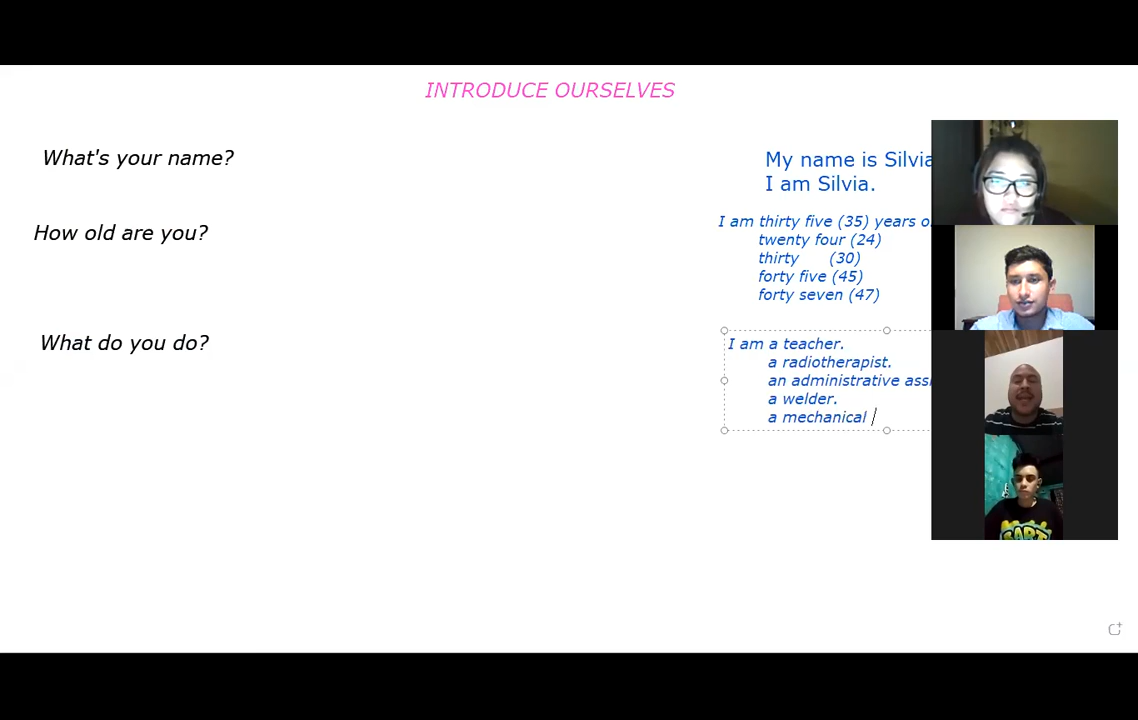 INTRODUCE OURSELVES
What's your name?
My name is Silvia
I am Silvia.
How old are you?
I am thirty five (35) years
twenty four (24)
thirty (30)
forty five (45)
forty seven (47)
What do you do?
I am a teacher.
a radiotherapist.
an administrative
a welder.
a mechanical